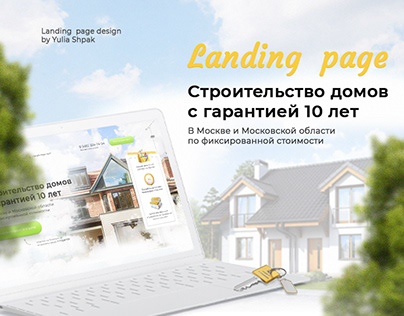 Landing page design
by Yulia Shpak
Landing page
Строительство домов
с гарантией 10 лет
В Москве и Московской области
по фиксированной стоимости
роительство домов
гарантией 10 лет